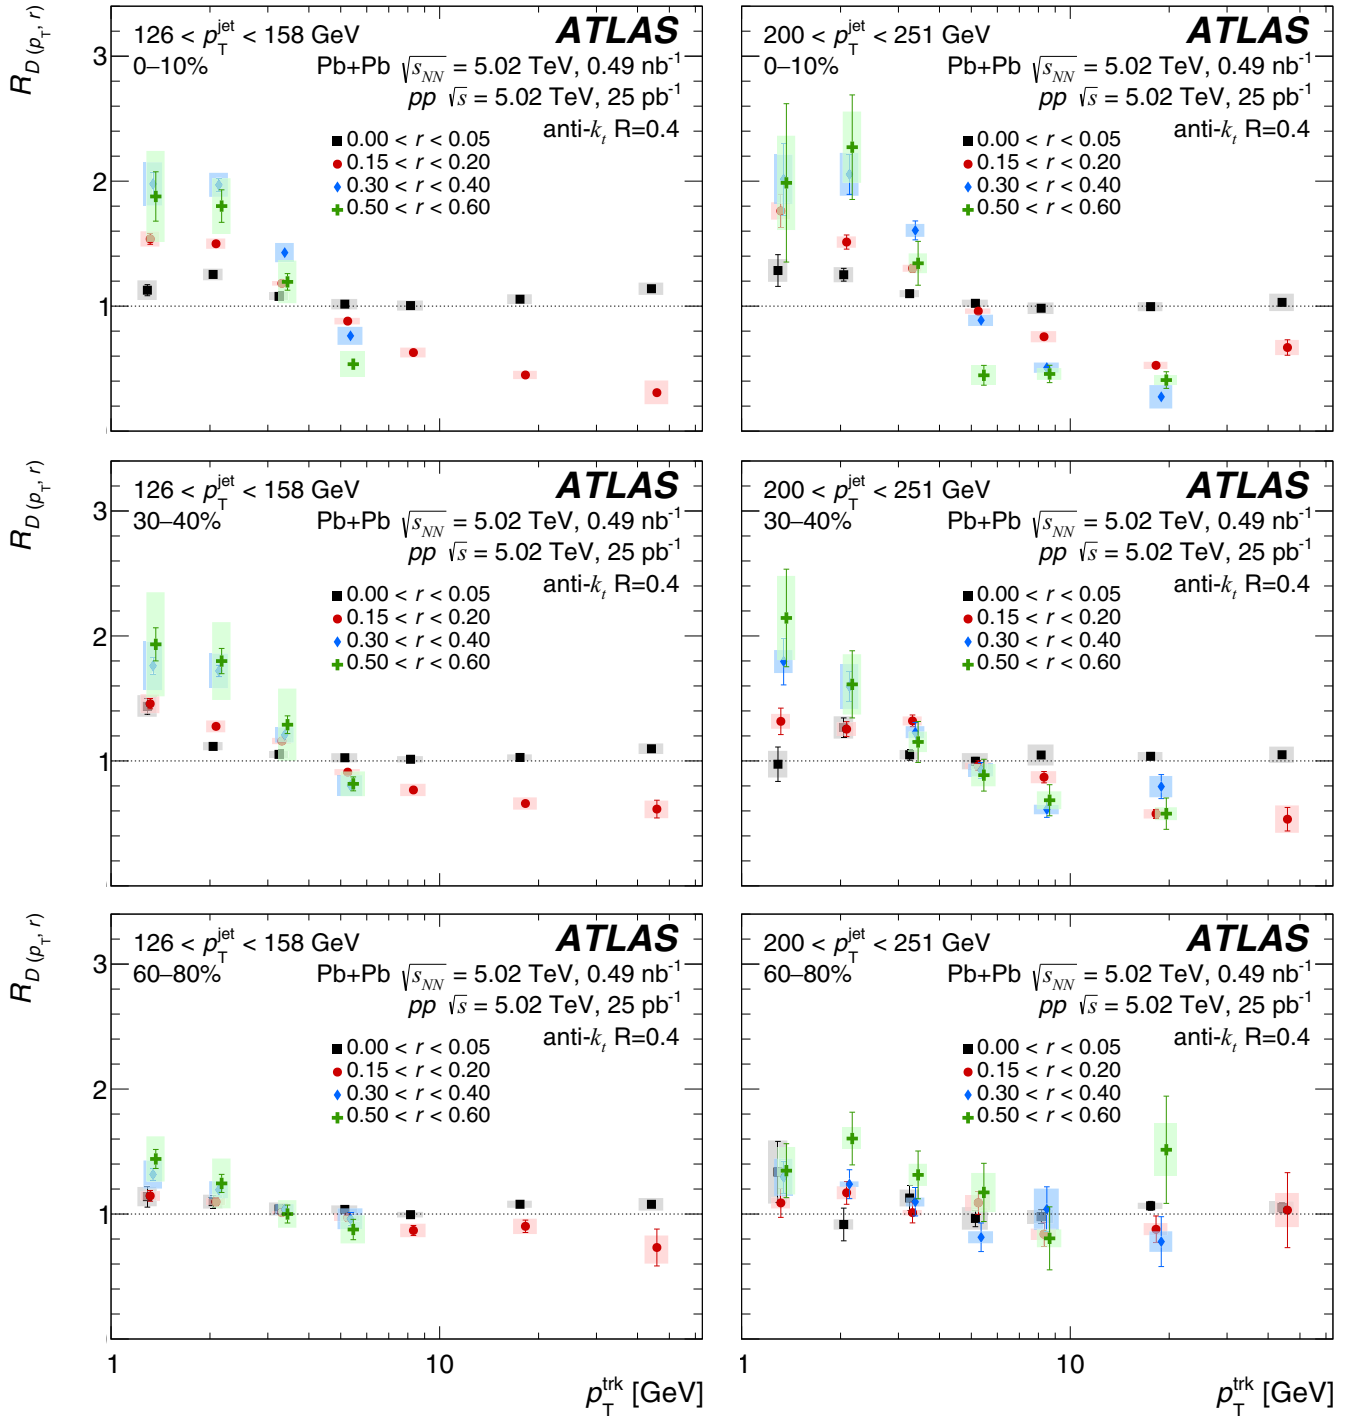 R_D (p_T, r)
126 < p_T^jet < 158 GeV
ATLAS
0–10%
Pb+Pb √s_NN = 5.02 TeV, 0.49 nb⁻¹
pp √s = 5.02 TeV, 25 pb⁻¹
anti-k_t R=0.4
0.00 < r < 0.05
0.15 < r < 0.20
0.30 < r < 0.40
0.50 < r < 0.60
3
2
1
200 < p_T^jet < 251 GeV
ATLAS
0–10%
Pb+Pb √s_NN = 5.02 TeV, 0.49 nb⁻¹
pp √s = 5.02 TeV, 25 pb⁻¹
anti-k_t R=0.4
0.00 < r < 0.05
0.15 < r < 0.20
0.30 < r < 0.40
0.50 < r < 0.60
R_D (p_T, r)
126 < p_T^jet < 158 GeV
ATLAS
30–40%
Pb+Pb √s_NN = 5.02 TeV, 0.49 nb⁻¹
pp √s = 5.02 TeV, 25 pb⁻¹
anti-k_t R=0.4
0.00 < r < 0.05
0.15 < r < 0.20
0.30 < r < 0.40
0.50 < r < 0.60
3
2
1
200 < p_T^jet < 251 GeV
ATLAS
30–40%
Pb+Pb √s_NN = 5.02 TeV, 0.49 nb⁻¹
pp √s = 5.02 TeV, 25 pb⁻¹
anti-k_t R=0.4
0.00 < r < 0.05
0.15 < r < 0.20
0.30 < r < 0.40
0.50 < r < 0.60
R_D (p_T, r)
126 < p_T^jet < 158 GeV
ATLAS
60–80%
Pb+Pb √s_NN = 5.02 TeV, 0.49 nb⁻¹
pp √s = 5.02 TeV, 25 pb⁻¹
anti-k_t R=0.4
0.00 < r < 0.05
0.15 < r < 0.20
0.30 < r < 0.40
0.50 < r < 0.60
3
2
1
1 10
p_T^trk [GeV]
200 < p_T^jet < 251 GeV
ATLAS
60–80%
Pb+Pb √s_NN = 5.02 TeV, 0.49 nb⁻¹
pp √s = 5.02 TeV, 25 pb⁻¹
anti-k_t R=0.4
0.00 < r < 0.05
0.15 < r < 0.20
0.30 < r < 0.40
0.50 < r < 0.60
1 10
p_T^trk [GeV]